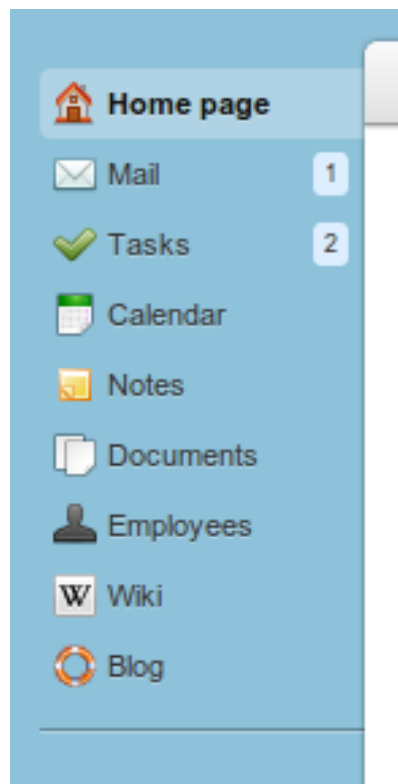 Home page
Mail 1
Tasks 2
Calendar
Notes
Documents
Employees
W Wiki
Blog